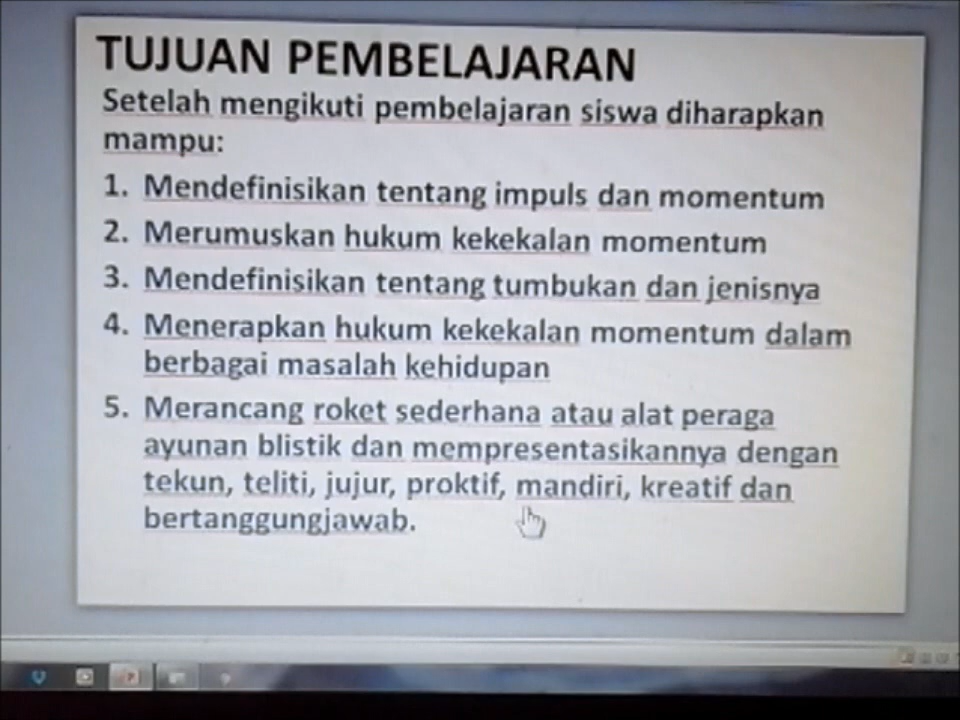 TUJUAN PEMBELAJARAN
Setelah mengikuti pembelajaran siswa diharapkan
mampu:
1. Mendefinisikan tentang impuls dan momentum
2. Merumuskan hukum kekekalan momentum
3. Mendefinisikan tentang tumbukan dan jenisnya
4. Menerapkan hukum kekekalan momentum dalam
berbagai masalah kehidupan
5. Merancang roket sederhana atau alat peraga
ayunan blistik dan mempresentasikannya dengan
tekun, teliti, jujur, proktif, mandiri, kreatif dan
bertanggungjawab.